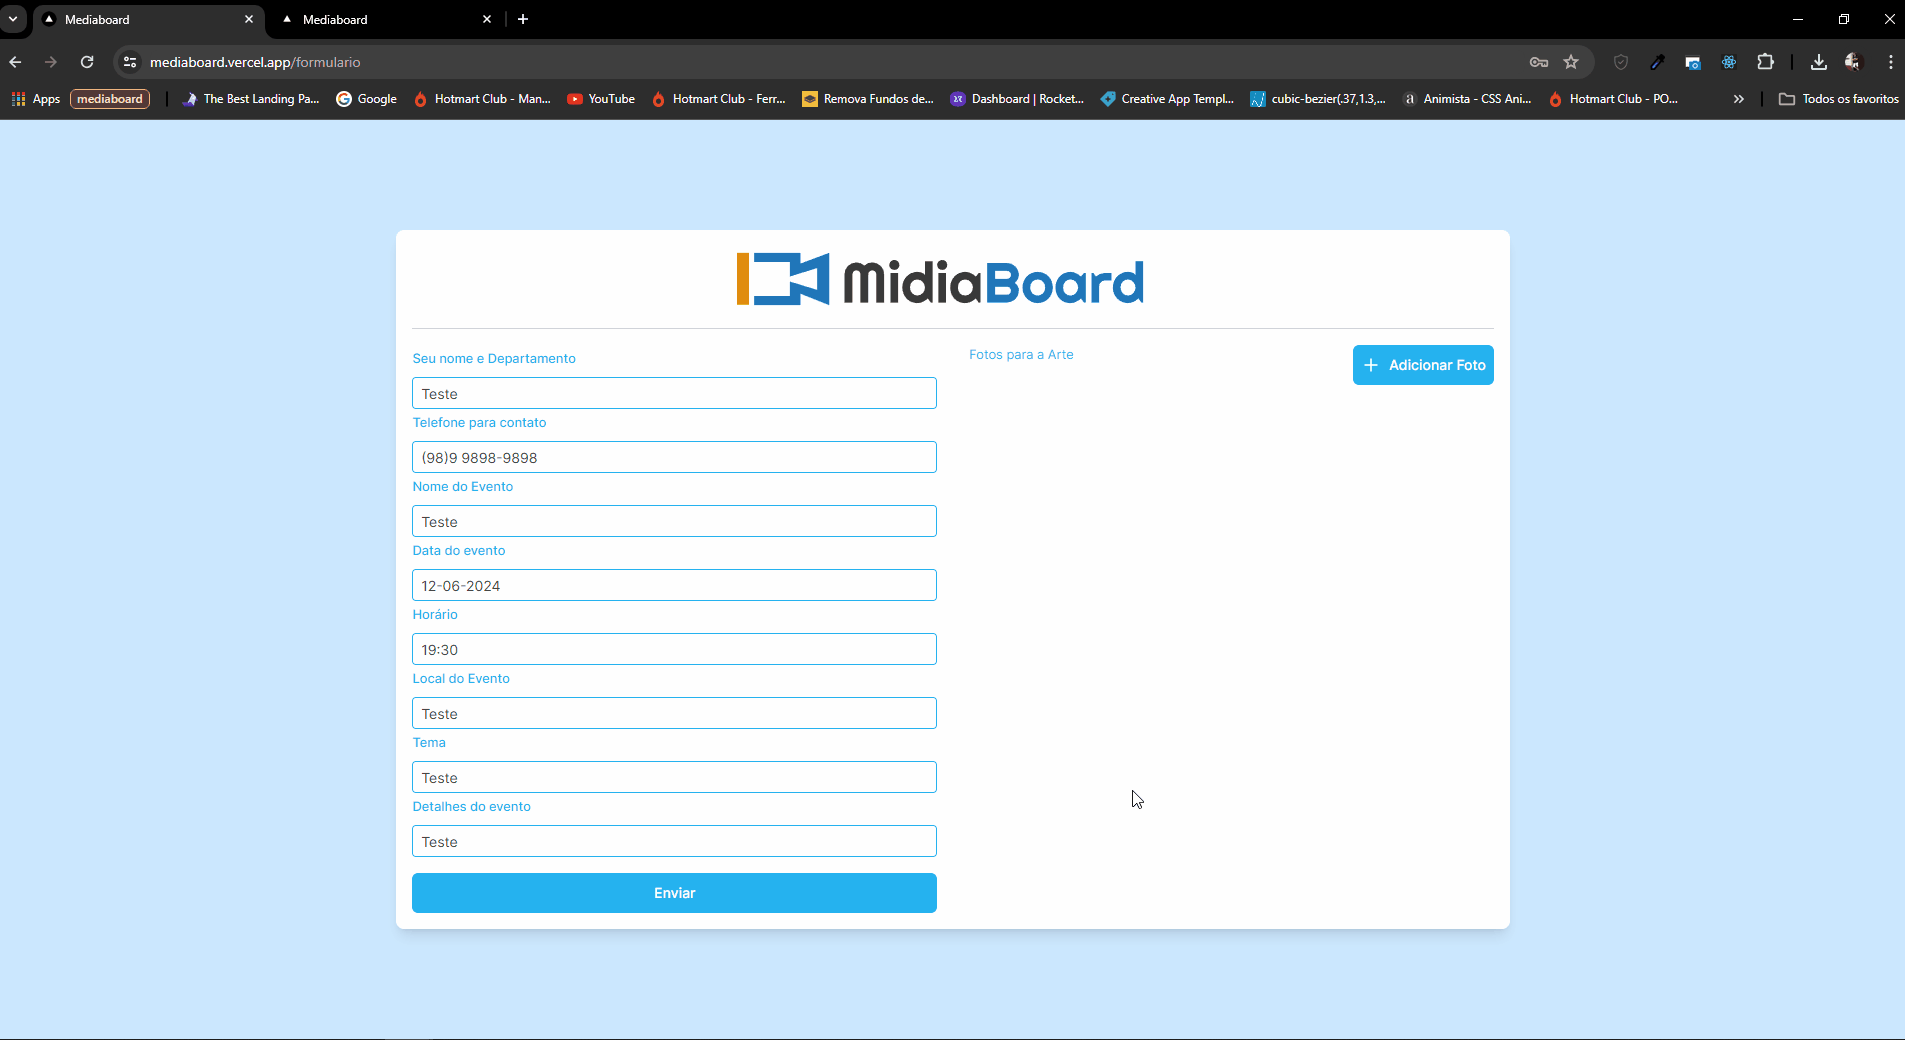 Mediaboard
Mediaboard
mediaboard.vercel.app/formulario
Apps
mediaboard
The Best Landing Pa...
Google
Hotmart Club - Man...
YouTube
Hotmart Club - Ferr...
Remova Fundos de...
Dashboard | Rocket...
Creative App Templ...
cubic-bezier(.37,1.3,...
Animista - CSS Ani...
Hotmart Club - PO...
Todos os favoritos
MidiaBoard
Seu nome e Departamento
Teste
Telefone para contato
(98)9 9898-9898
Nome do Evento
Teste
Data do evento
12-06-2024
Horário
19:30
Local do Evento
Teste
Tema
Teste
Detalhes do evento
Teste
Enviar
Fotos para a Arte
Adicionar Foto